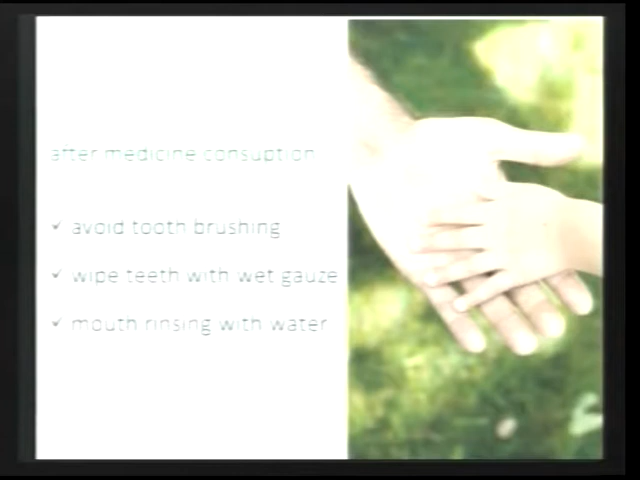 after medicine consuption
✓ avoid tooth brushing
✓ wipe teeth with wet gauze
✓ mouth rinsing with water